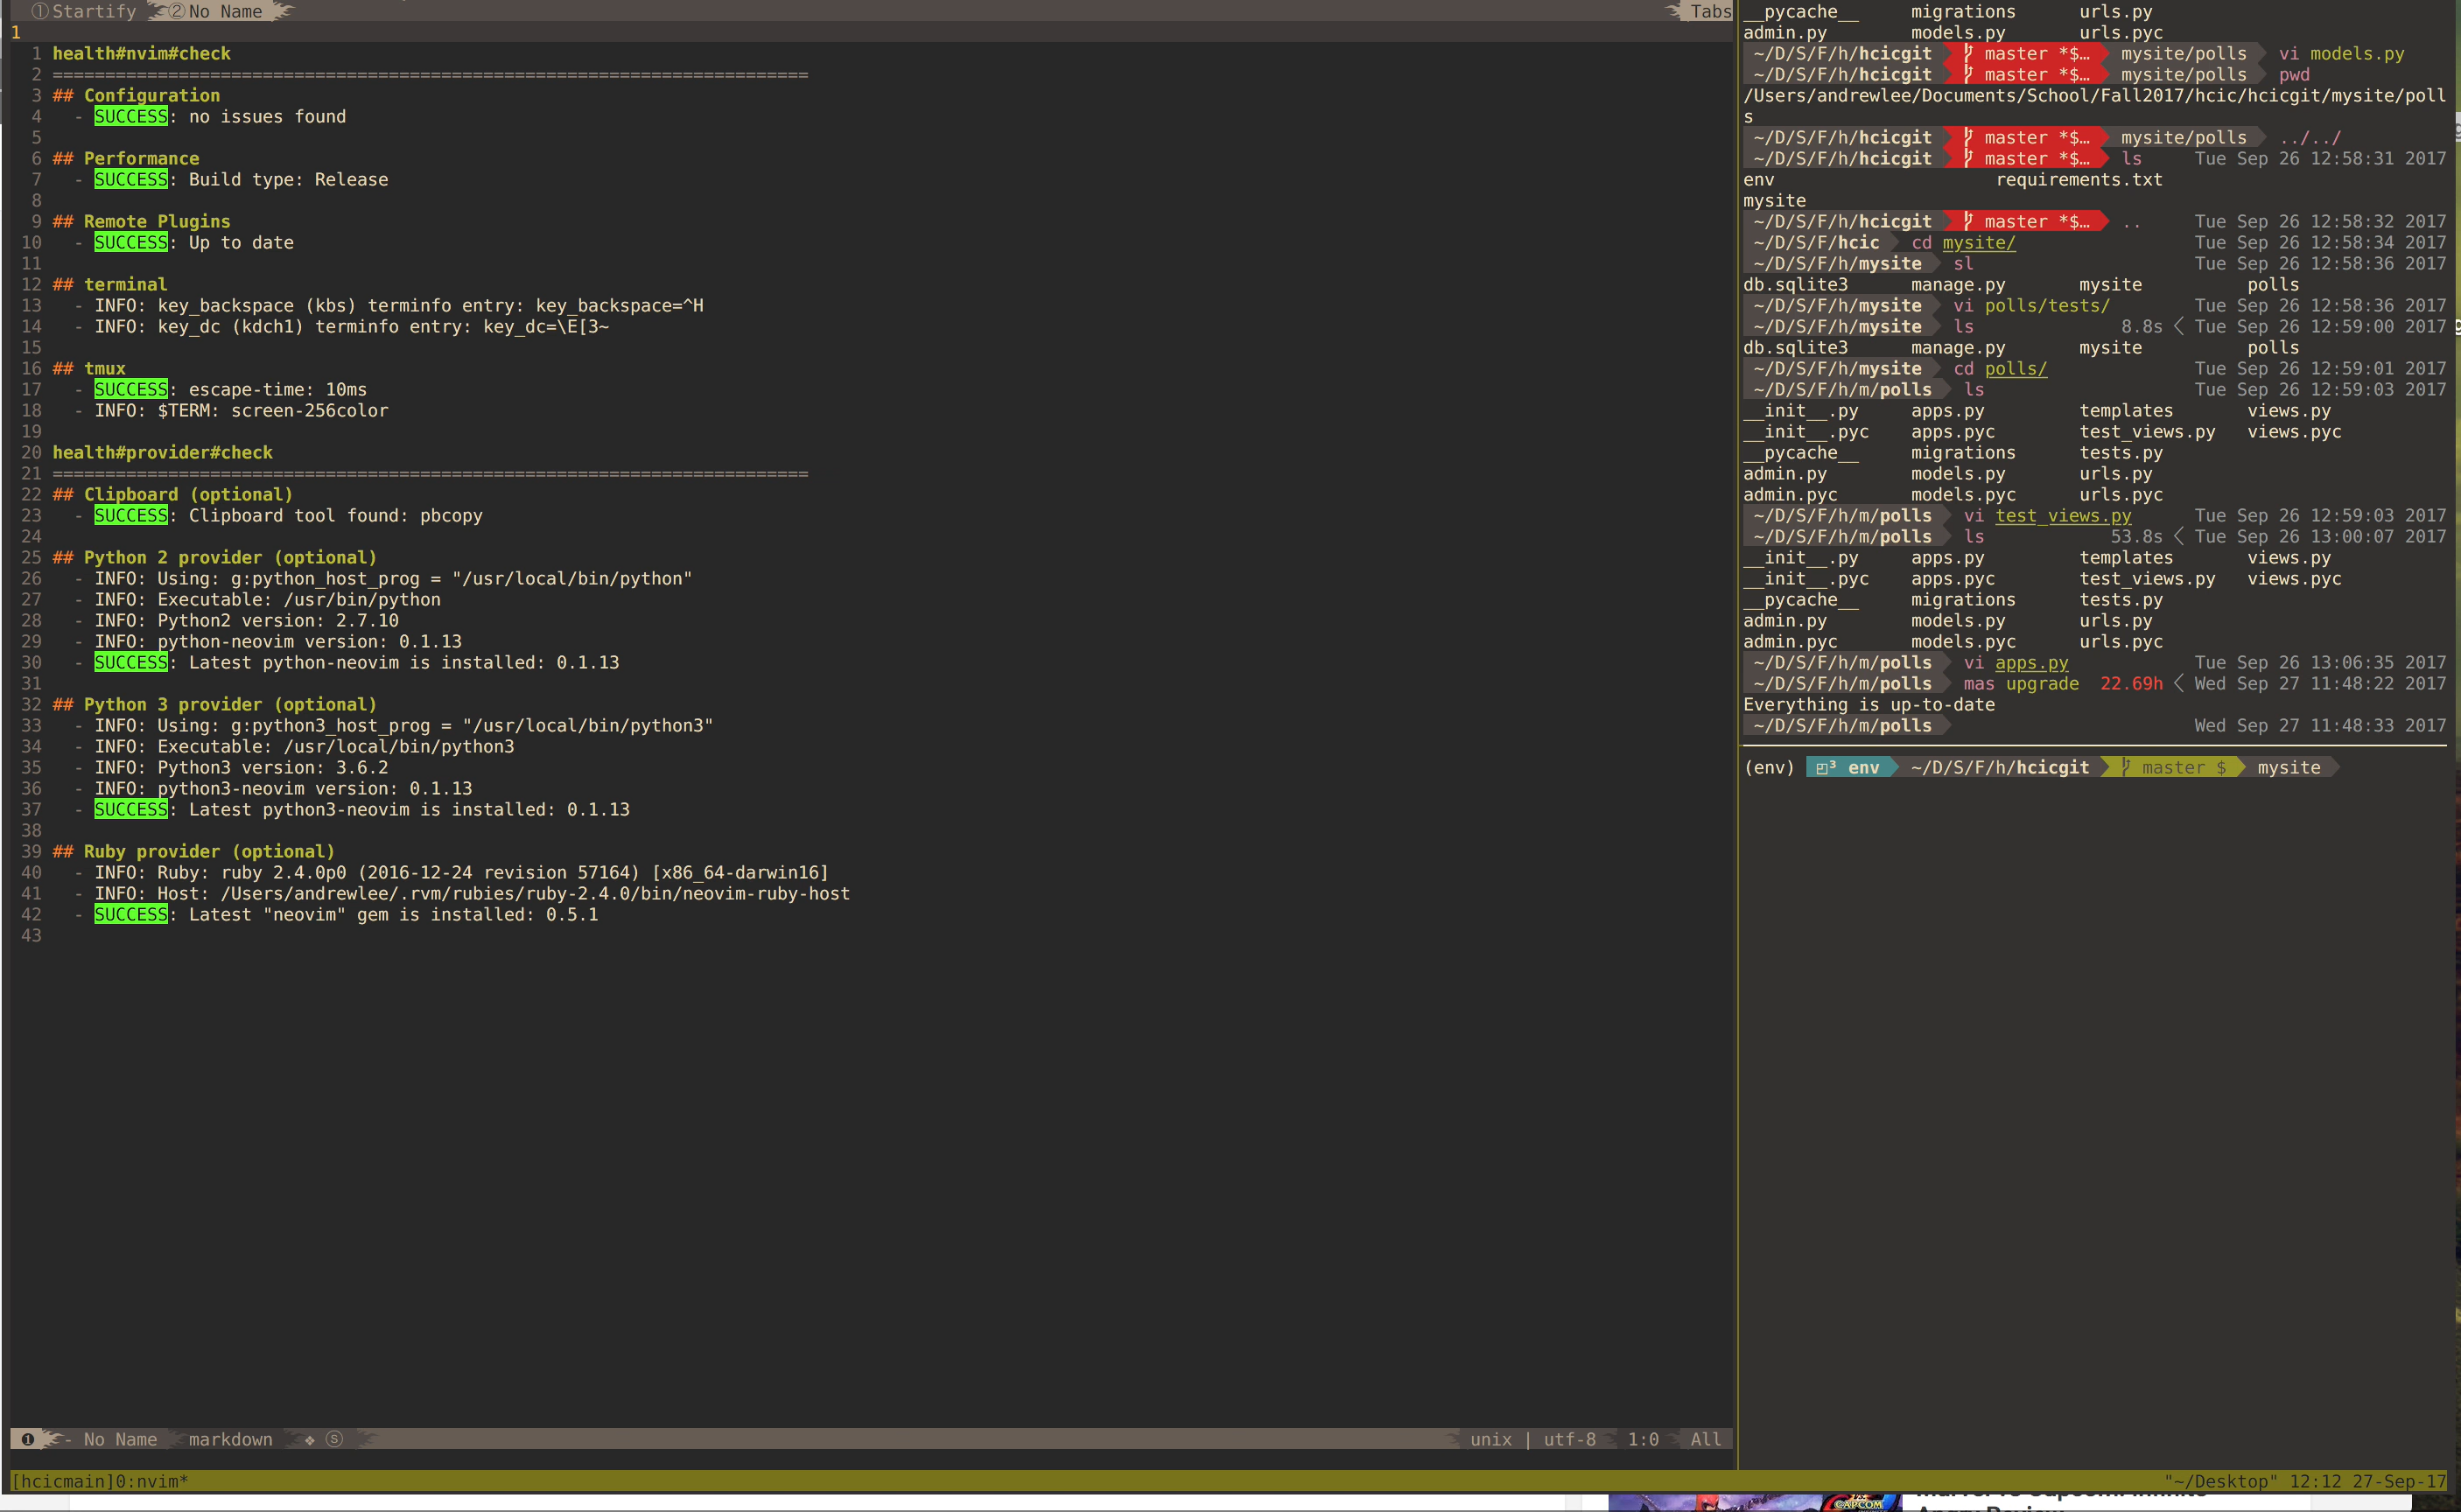 ①Startify ②No Name Tabs
1
1 health#nvim#check
2 ========================================================================
3 ## Configuration
4 - SUCCESS: no issues found
5
6 ## Performance
7 - SUCCESS: Build type: Release
8
9 ## Remote Plugins
10 - SUCCESS: Up to date
11
12 ## terminal
13 - INFO: key_backspace (kbs) terminfo entry: key_backspace=^H
14 - INFO: key_dc (kdch1) terminfo entry: key_dc=\E[3~
15
16 ## tmux
17 - SUCCESS: escape-time: 10ms
18 - INFO: $TERM: screen-256color
19
20 health#provider#check
21 ========================================================================
22 ## Clipboard (optional)
23 - SUCCESS: Clipboard tool found: pbcopy
24
25 ## Python 2 provider (optional)
26 - INFO: Using: g:python_host_prog = "/usr/local/bin/python"
27 - INFO: Executable: /usr/bin/python
28 - INFO: Python2 version: 2.7.10
29 - INFO: python-neovim version: 0.1.13
30 - SUCCESS: Latest python-neovim is installed: 0.1.13
31
32 ## Python 3 provider (optional)
33 - INFO: Using: g:python3_host_prog = "/usr/local/bin/python3"
34 - INFO: Executable: /usr/local/bin/python3
35 - INFO: Python3 version: 3.6.2
36 - INFO: python3-neovim version: 0.1.13
37 - SUCCESS: Latest python3-neovim is installed: 0.1.13
38
39 ## Ruby provider (optional)
40 - INFO: Ruby: ruby 2.4.0p0 (2016-12-24 revision 57164) [x86_64-darwin16]
41 - INFO: Host: /Users/andrewlee/.rvm/rubies/ruby-2.4.0/bin/neovim-ruby-host
42 - SUCCESS: Latest "neovim" gem is installed: 0.5.1
43
❶ - No Name markdown ❖ ⓢ unix | utf-8 1:0 All
__pycache__ migrations urls.py
admin.py models.py urls.pyc
~/D/S/F/h/hcicgit master *$… mysite/polls vi models.py
~/D/S/F/h/hcicgit master *$… mysite/polls pwd
/Users/andrewlee/Documents/School/Fall2017/hcic/hcicgit/mysite/poll
s
~/D/S/F/h/hcicgit master *$… mysite/polls ../../
~/D/S/F/h/hcicgit master *$… ls Tue Sep 26 12:58:31 2017
env requirements.txt
mysite
~/D/S/F/h/hcicgit master *$… .. Tue Sep 26 12:58:32 2017
~/D/S/F/hcic cd mysite/ Tue Sep 26 12:58:34 2017
~/D/S/F/h/mysite sl Tue Sep 26 12:58:36 2017
db.sqlite3 manage.py mysite polls
~/D/S/F/h/mysite vi polls/tests/ Tue Sep 26 12:58:36 2017
~/D/S/F/h/mysite ls 8.8s Tue Sep 26 12:59:00 2017
db.sqlite3 manage.py mysite polls
~/D/S/F/h/mysite cd polls/ Tue Sep 26 12:59:01 2017
~/D/S/F/h/m/polls ls Tue Sep 26 12:59:03 2017
__init__.py apps.py templates views.py
__init__.pyc apps.pyc test_views.py views.pyc
__pycache__ migrations tests.py
admin.py models.py urls.py
admin.pyc models.pyc urls.pyc
~/D/S/F/h/m/polls vi test_views.py Tue Sep 26 12:59:03 2017
~/D/S/F/h/m/polls ls 53.8s Tue Sep 26 13:00:07 2017
__init__.py apps.py templates views.py
__init__.pyc apps.pyc test_views.py views.pyc
__pycache__ migrations tests.py
admin.py models.py urls.py
admin.pyc models.pyc urls.pyc
~/D/S/F/h/m/polls vi apps.py Tue Sep 26 13:06:35 2017
~/D/S/F/h/m/polls mas upgrade 22.69h Wed Sep 27 11:48:22 2017
Everything is up-to-date
~/D/S/F/h/m/polls Wed Sep 27 11:48:33 2017
(env) ◰³ env ~/D/S/F/h/hcicgit master $ mysite
[hcicmain]0:nvim* "~/Desktop" 12:12 27-Sep-17
CAPCOM